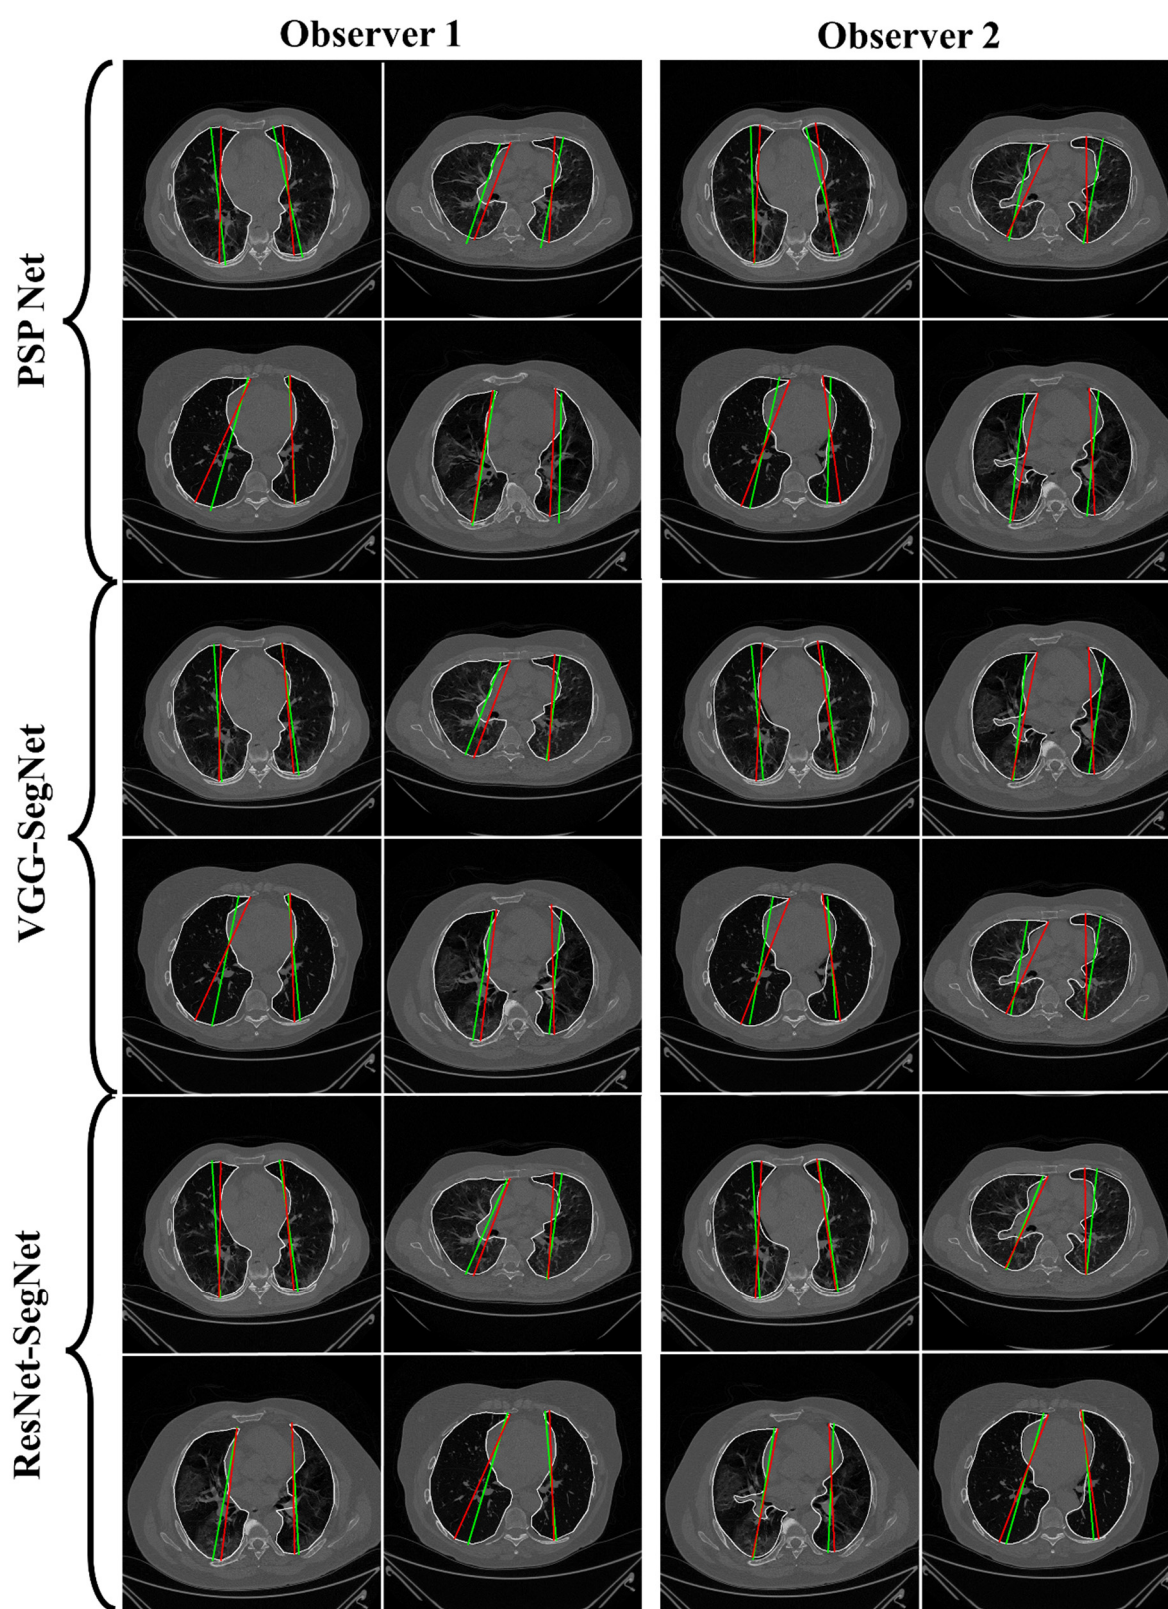 Observer 1
Observer 2
PSP Net
VGG-SegNet
ResNet-SegNet